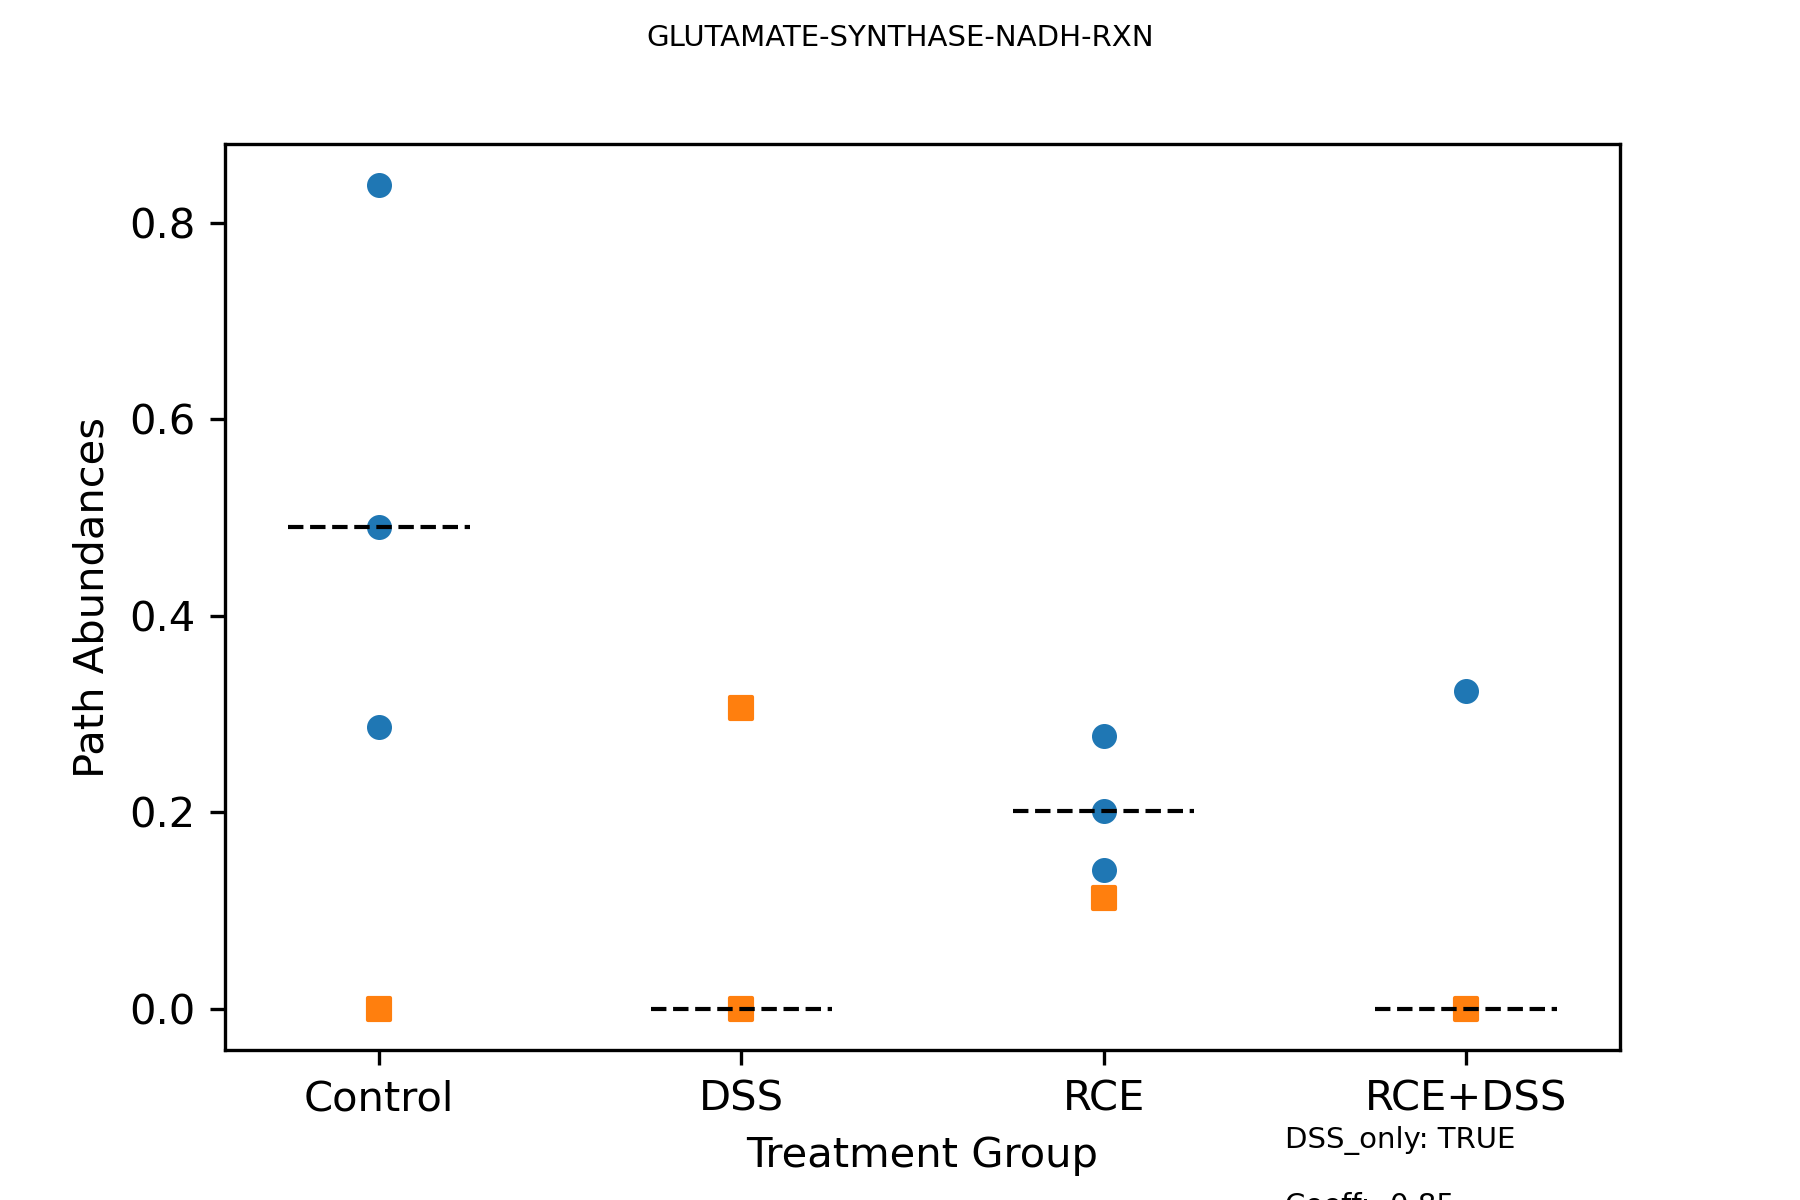 GLUTAMATE-SYNTHASE-NADH-RXN
0.8
0.6
0.4
0.2
0.0
Path Abundances
Control DSS RCE RCE+DSS
Treatment Group
DSS_only: TRUE